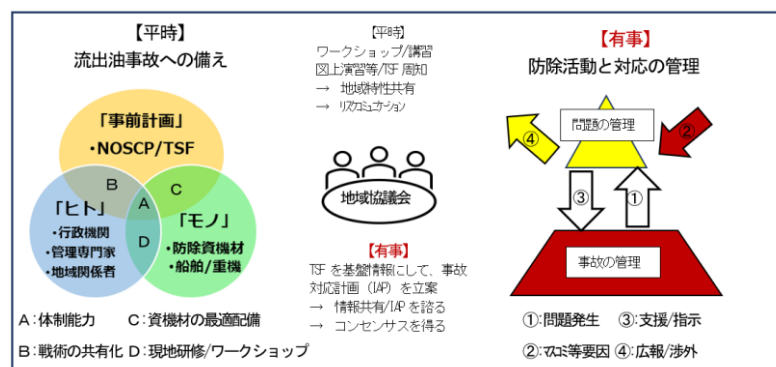 【平時】
流出油事故への備え
「事前計画」
・NOSCP/TSF
B
C
A
D
「ヒト」
・行政機関
・管理専門家
・地域関係者
「モノ」
・防除資機材
・船舶/重機
A:体制能力 C:資機材の最適配備
B:戦術の共有化 D:現地研修/ワークショップ
【平時】
ワークショップ/講習
図上演習等/TSF 周知
→ 地域特性共有
→ リスクコミュニケーション
地域協議会
【有事】
TSF を基盤情報にして、事故
対応計画(IAP)を立案
→ 情報共有/IAP を諮る
→ コンセンサスを得る
【有事】
防除活動と対応の管理
問題の管理
④
②
③
①
事故の管理
①:問題発生 ③:支援/指示
②:マスコミ等要因 ④:広報/渉外